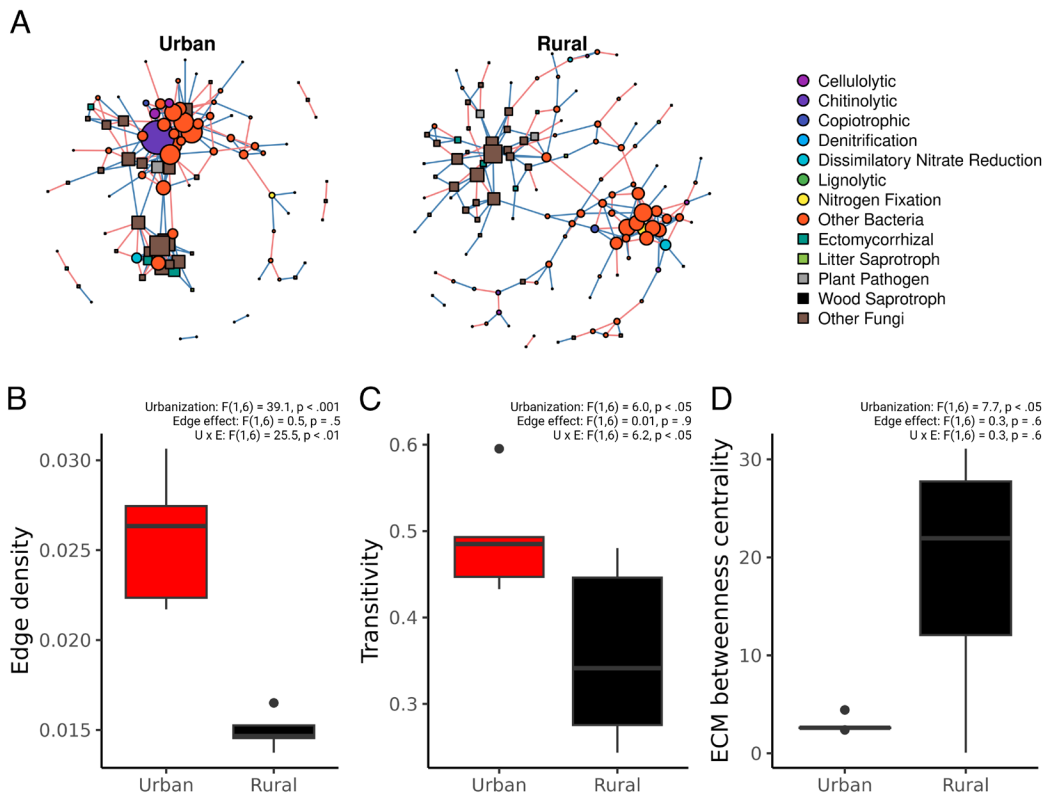 A
Urban
Rural
Cellulolytic
Chitinolytic
Copiotrophic
Denitrification
Dissimilatory Nitrate Reduction
Lignolytic
Nitrogen Fixation
Other Bacteria
Ectomycorrhizal
Litter Saprotroph
Plant Pathogen
Wood Saprotroph
Other Fungi
B
Urbanization: F(1,6) = 39.1, p < .001
Edge effect: F(1,6) = 0.5, p = .5
U x E: F(1,6) = 25.5, p < .01
Edge density
0.030
0.025
0.020
0.015
Urban
Rural
C
Urbanization: F(1,6) = 6.0, p < .05
Edge effect: F(1,6) = 0.01, p = .9
U x E: F(1,6) = 6.2, p < .05
Transitivity
0.6
0.5
0.4
0.3
Urban
Rural
D
Urbanization: F(1,6) = 7.7, p < .05
Edge effect: F(1,6) = 0.3, p = .6
U x E: F(1,6) = 0.3, p = .6
ECM betweenness centrality
30
20
10
0
Urban
Rural